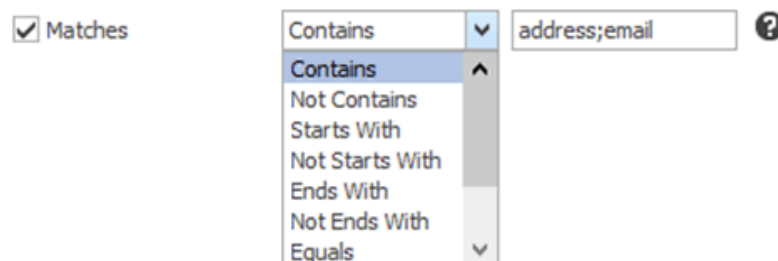 Matches Contains address;email ?
Contains
Not Contains
Starts With
Not Starts With
Ends With
Not Ends With
Equals